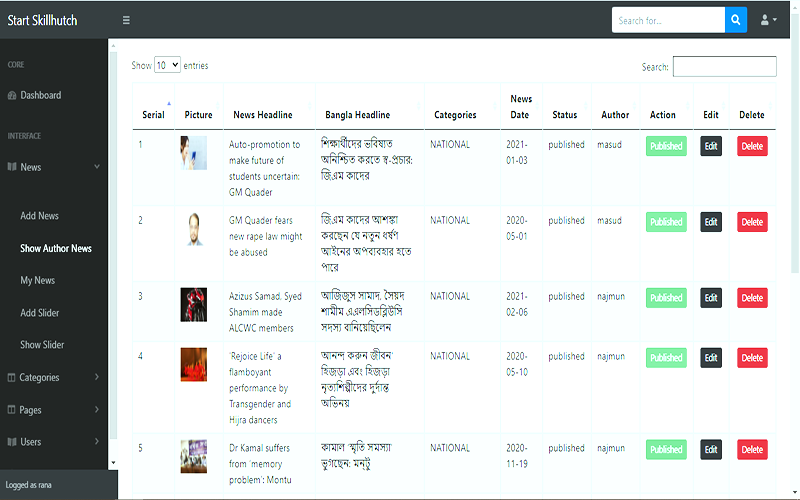 Start Skillhutch
Search for...
CORE
Dashboard
INTERFACE
News
Add News
Show Author News
My News
Add Slider
Show Slider
Categories
Pages
Users
Logged as rana
Show 10 entries
Search:
Serial Picture News Headline Bangla Headline Categories News Date Status Author Action Edit Delete
1 Auto-promotion to শিক্ষার্থীদের ভবিষ্যত NATIONAL 2021- published masud Published Edit Delete
make future of অনিশ্চিত করতে স্ব-প্রচার: 01-03
students uncertain: জি.এম কাদের
GM Quader
2 GM Quader fears জি.এম কাদের আশঙ্কা NATIONAL 2020- published masud Published Edit Delete
new rape law might করছেন যে নতুন ধর্ষণ 05-01
be abused আইনের অপব্যবহার হতে
পারে
3 Azizus Samad, Syed আজিজুস সামাদ, সৈয়দ NATIONAL 2021- published najmun Published Edit Delete
Shamim made শামীম এএলসিডব্লিউসি 02-06
ALCWC members সদস্য বানিয়েছিলেন
4 'Rejoice Life' a আনন্দ করুন জীবন' NATIONAL 2020- published najmun Published Edit Delete
flamboyant হিজড়া এবং হিজড়া 05-10
performance by নৃত্যশিল্পীদের দুর্দান্ত
Transgender and অভিনয়
Hijra dancers
5 Dr Kamal suffers কামাল 'স্মৃতি সমস্যা' NATIONAL 2020- published najmun Published Edit Delete
from 'memory ভুগছেন: মন্টু 11-19
problem': Montu